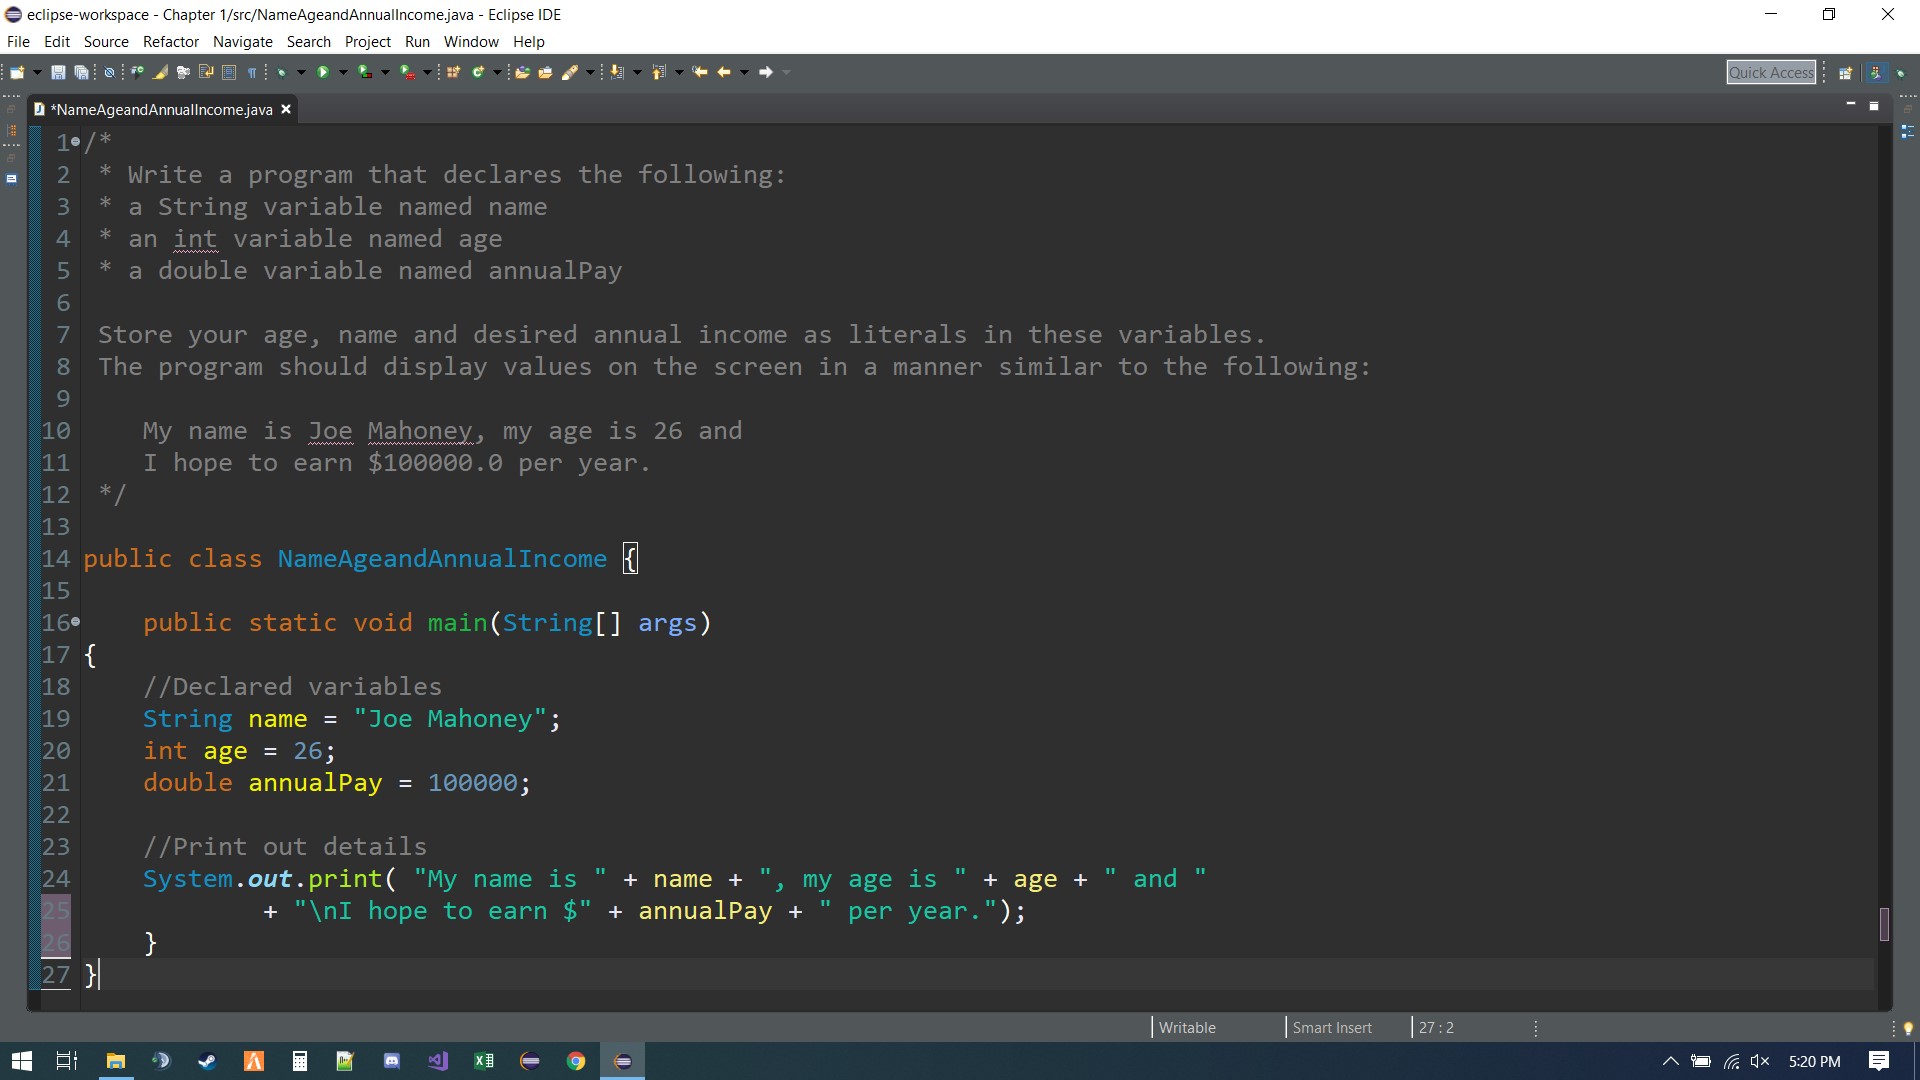 eclipse-workspace - Chapter 1/src/NameAgeandAnnualIncome.java - Eclipse IDE
File Edit Source Refactor Navigate Search Project Run Window Help
Quick Access
*NameAgeandAnnualIncome.java
1 /*
2  * Write a program that declares the following:
3  * a String variable named name
4  * an int variable named age
5  * a double variable named annualPay
6
7  Store your age, name and desired annual income as literals in these variables.
8  The program should display values on the screen in a manner similar to the following:
9
10     My name is Joe Mahoney, my age is 26 and
11     I hope to earn $100000.0 per year.
12  */
13
14 public class NameAgeandAnnualIncome {
15
16     public static void main(String[] args)
17 {
18     //Declared variables
19     String name = "Joe Mahoney";
20     int age = 26;
21     double annualPay = 100000;
22
23     //Print out details
24     System.out.print( "My name is " + name + ", my age is " + age + " and "
25             + "\nI hope to earn $" + annualPay + " per year.");
26     }
27 }
Writable Smart Insert 27 : 2
5:20 PM